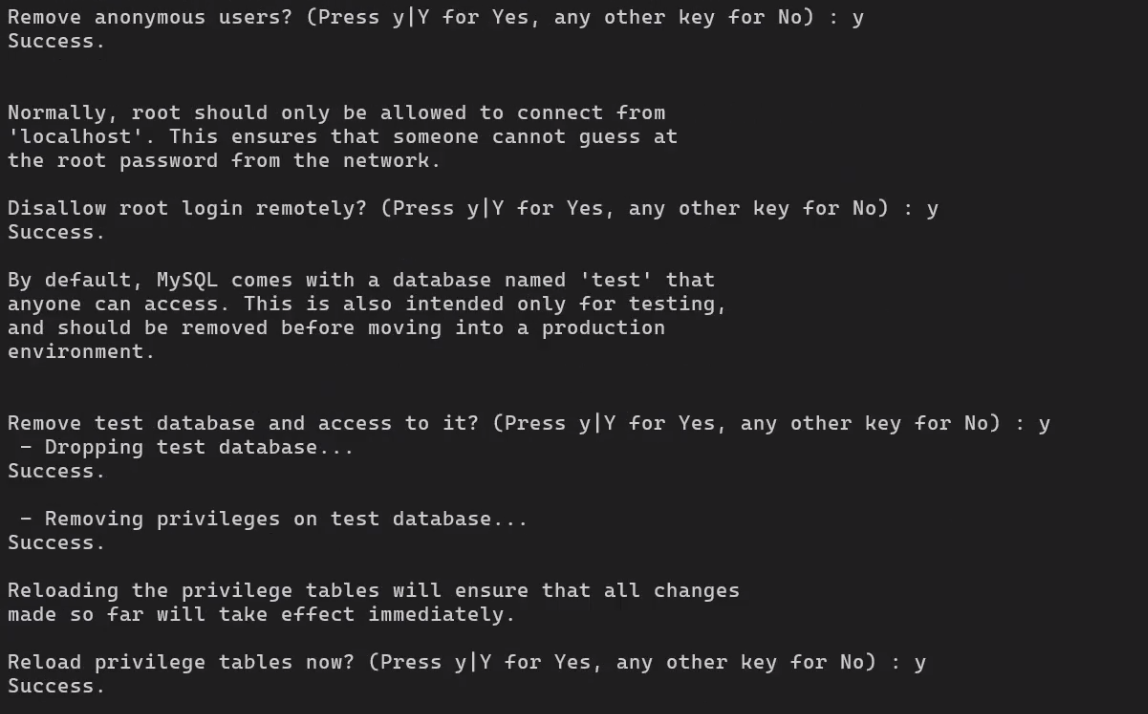 Remove anonymous users? (Press y|Y for Yes, any other key for No) : y
Success.
Normally, root should only be allowed to connect from
'localhost'. This ensures that someone cannot guess at
the root password from the network.
Disallow root login remotely? (Press y|Y for Yes, any other key for No) : y
Success.
By default, MySQL comes with a database named 'test' that
anyone can access. This is also intended only for testing,
and should be removed before moving into a production
environment.
Remove test database and access to it? (Press y|Y for Yes, any other key for No) : y
 - Dropping test database...
Success.
 - Removing privileges on test database...
Success.
Reloading the privilege tables will ensure that all changes
made so far will take effect immediately.
Reload privilege tables now? (Press y|Y for Yes, any other key for No) : y
Success.